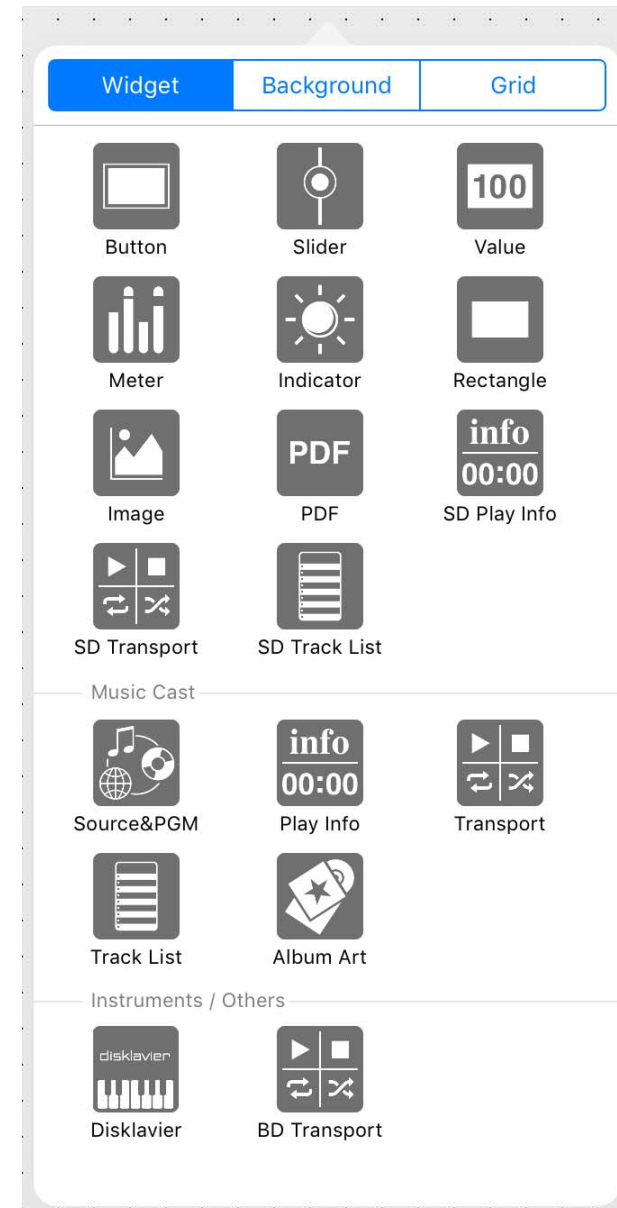 Widget Background Grid
100
Button Slider Value
Meter Indicator Rectangle
PDF
info
00:00
Image PDF SD Play Info
SD Transport SD Track List
Music Cast
info
00:00
Source&PGM Play Info Transport
Track List Album Art
Instruments / Others
disklavier
Disklavier BD Transport